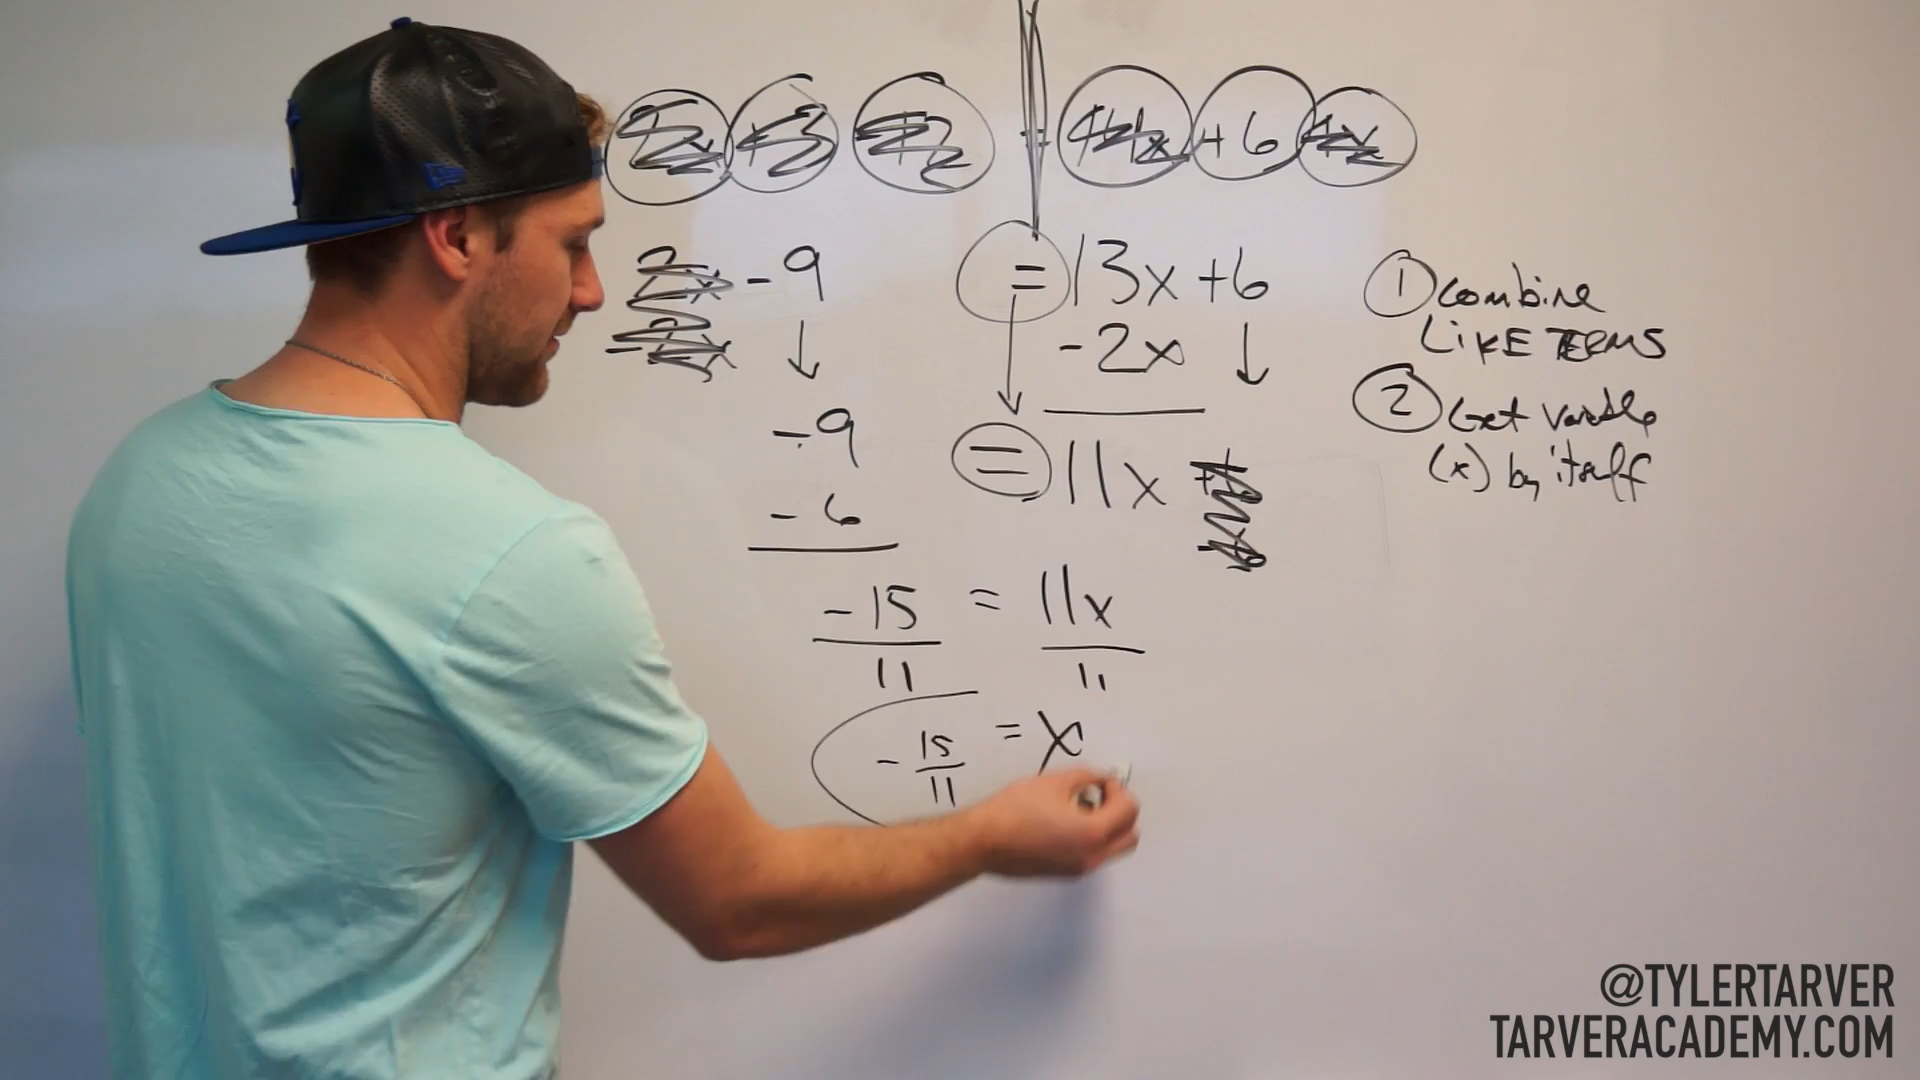 + 6
- 9 = 13x + 6
- 2x
① Combine
LIKE TERMS
- 9 = 11x
② Get variable
(x) by itself
- 6
-15 = 11x
11 11
- 15/11 = x
@TYLERTARVER
TARVERACADEMY.COM